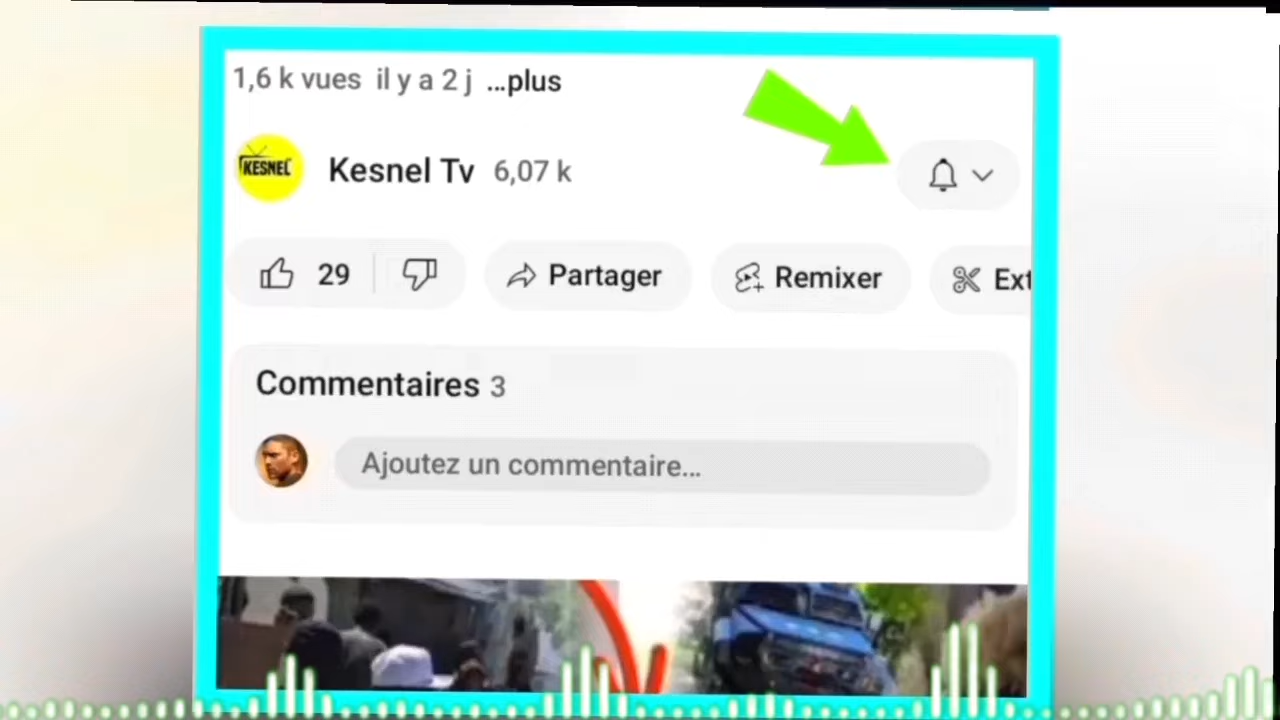 1,6 k vues il y a 2 j ...plus
KESNEL
Kesnel Tv 6,07 k
29
Partager
Remixer
Ext
Commentaires 3
Ajoutez un commentaire...